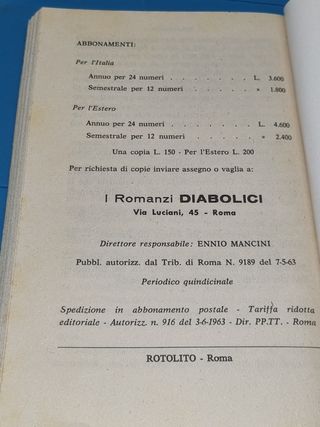 ABBONAMENTI:
Per l'Italia
Annuo per 24 numeri . . . . . . . L. 3.600
Semestrale per 12 numeri . . . . . » 1.800
Per l'Estero
Annuo per 24 numeri . . . . . . . L. 4.600
Semestrale per 12 numeri . . . . . » 2.400
Una copia L. 150 - Per l'Estero L. 200
Per richiesta di copie inviare assegno o vaglia a:
I Romanzi DIABOLICI
Via Luciani, 45 - Roma
Direttore responsabile: ENNIO MANCINI
Pubbl. autorizz. dal Trib. di Roma N. 9189 del 7-5-63
Periodico quindicinale
Spedizione in abbonamento postale - Tariffa ridotta
editoriale - Autorizz. n. 916 del 3-6-1963 - Dir. PP.TT. - Roma
ROTOLITO - Roma